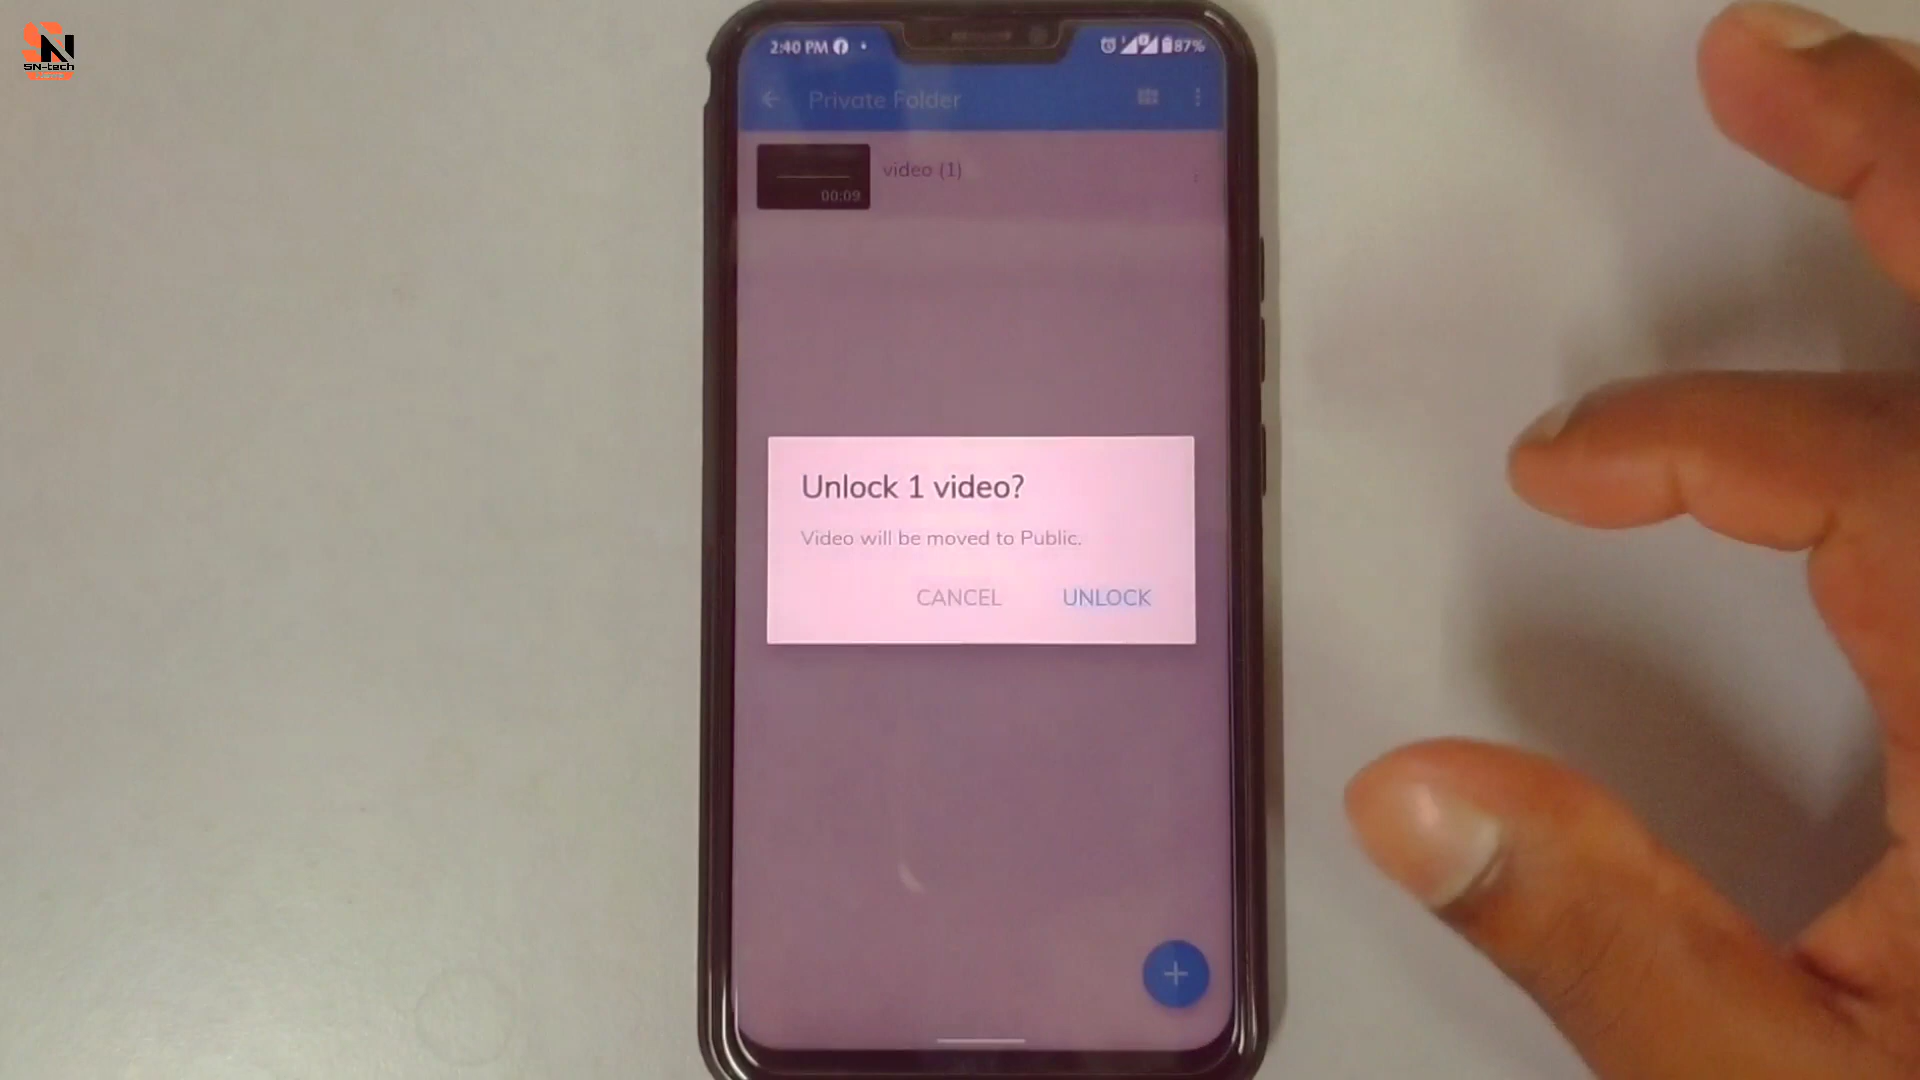 SN
SN-tech
2:40 PM
87%
Private Folder
video (1)
00:09
Unlock 1 video?
Video will be moved to Public.
CANCEL
UNLOCK